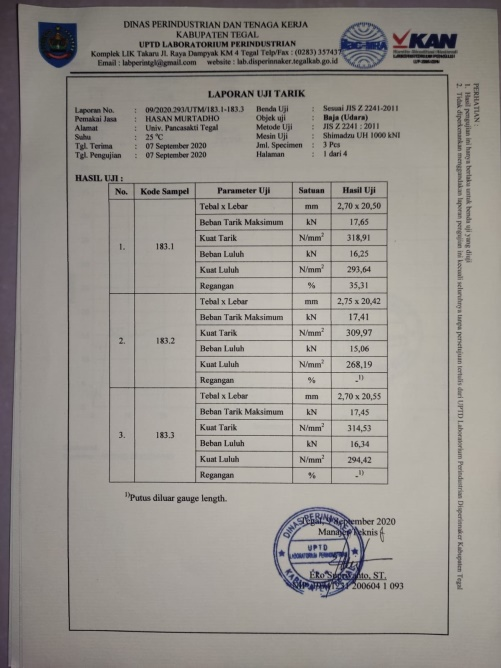 DINAS PERINDUSTRIAN DAN TENAGA KERJA
KABUPATEN TEGAL
UPTD LABORATORIUM PERINDUSTRIAN
Komplek LIK Takaru Jl. Raya Dampyak KM 4 Tegal Telp/Fax : (0283) 357437
Email : labperintgl@gmail.com website : lab.disperinnaker.tegalkab.go.id
KAN
LAPORAN UJI TARIK
Laporan No. : 09/2020.293/UTM/183.1-183.3 Benda Uji : Sesuai JIS Z 2241-2011
Pemakai Jasa : HASAN MURTADHO Objek uji : Baja (Udara)
Alamat : Univ. Pancasakti Tegal Metode Uji : JIS Z 2241 : 2011
Suhu : 25 ºC Mesin Uji : Shimadzu UH 1000 kNI
Tgl. Terima : 07 September 2020 Jml. Specimen : 3 Pcs
Tgl. Pengujian : 07 September 2020 Halaman : 1 dari 4
HASIL UJI :
No. Kode Sampel Parameter Uji Satuan Hasil Uji
1. 183.1 Tebal x Lebar mm 2,70 x 20,50
Beban Tarik Maksimum kN 17,65
Kuat Tarik N/mm² 318,91
Beban Luluh kN 16,25
Kuat Luluh N/mm² 293,64
Regangan % 35,31
2. 183.2 Tebal x Lebar mm 2,75 x 20,42
Beban Tarik Maksimum kN 17,41
Kuat Tarik N/mm² 309,97
Beban Luluh kN 15,06
Kuat Luluh N/mm² 268,19
Regangan % -¹⁾
3. 183.3 Tebal x Lebar mm 2,70 x 20,55
Beban Tarik Maksimum kN 17,45
Kuat Tarik N/mm² 314,53
Beban Luluh kN 16,34
Kuat Luluh N/mm² 294,42
Regangan % -¹⁾
¹⁾Putus diluar gauge length.
Tegal, September 2020
Manajer Teknis
DINAS PERINNAKER
UPTD
LABORATORIUM PERINDUSTRIAN
KABUPATEN TEGAL
Eko Supriyanto, ST.
200604 1 093
PERHATIAN :
1. Hasil pengujian ini hanya berlaku untuk benda uji yang diuji
2. Tidak diperkenankan menggandakan laporan pengujian ini kecuali seluruhnya tanpa persetujuan tertulis dari UPTD Laboratorium Perindustrian Disperinnaker Kabupaten Tegal